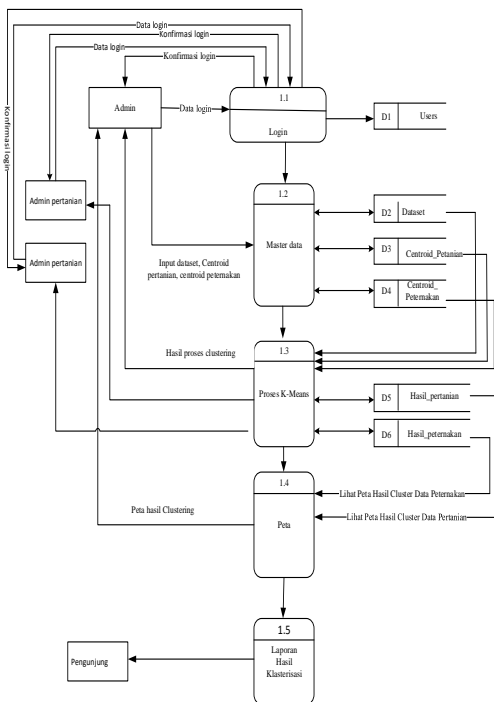 Data login
Konfirmasi login
Data login
Konfirmasi login
Konfirmasi login
1.1
Login
Admin
Data login
D1 Users
1.2
Master data
Admin pertanian
Admin pertanian
D2 Dataset
D3 Centroid_Petanian
D4 Centroid_
Peternakan
Input dataset, Centroid
pertanian, centroid peternakan
1.3
Proses K-Means
Hasil proses clustering
D5 Hasil_pertanian
D6 Hasil_peternakan
1.4
Peta
Lihat Peta Hasil Cluster Data Peternakan
Lihat Peta Hasil Cluster Data Pertanian
Peta hasil Clustering
1.5
Laporan
Hasil
Klasterisasi
Pengunjung